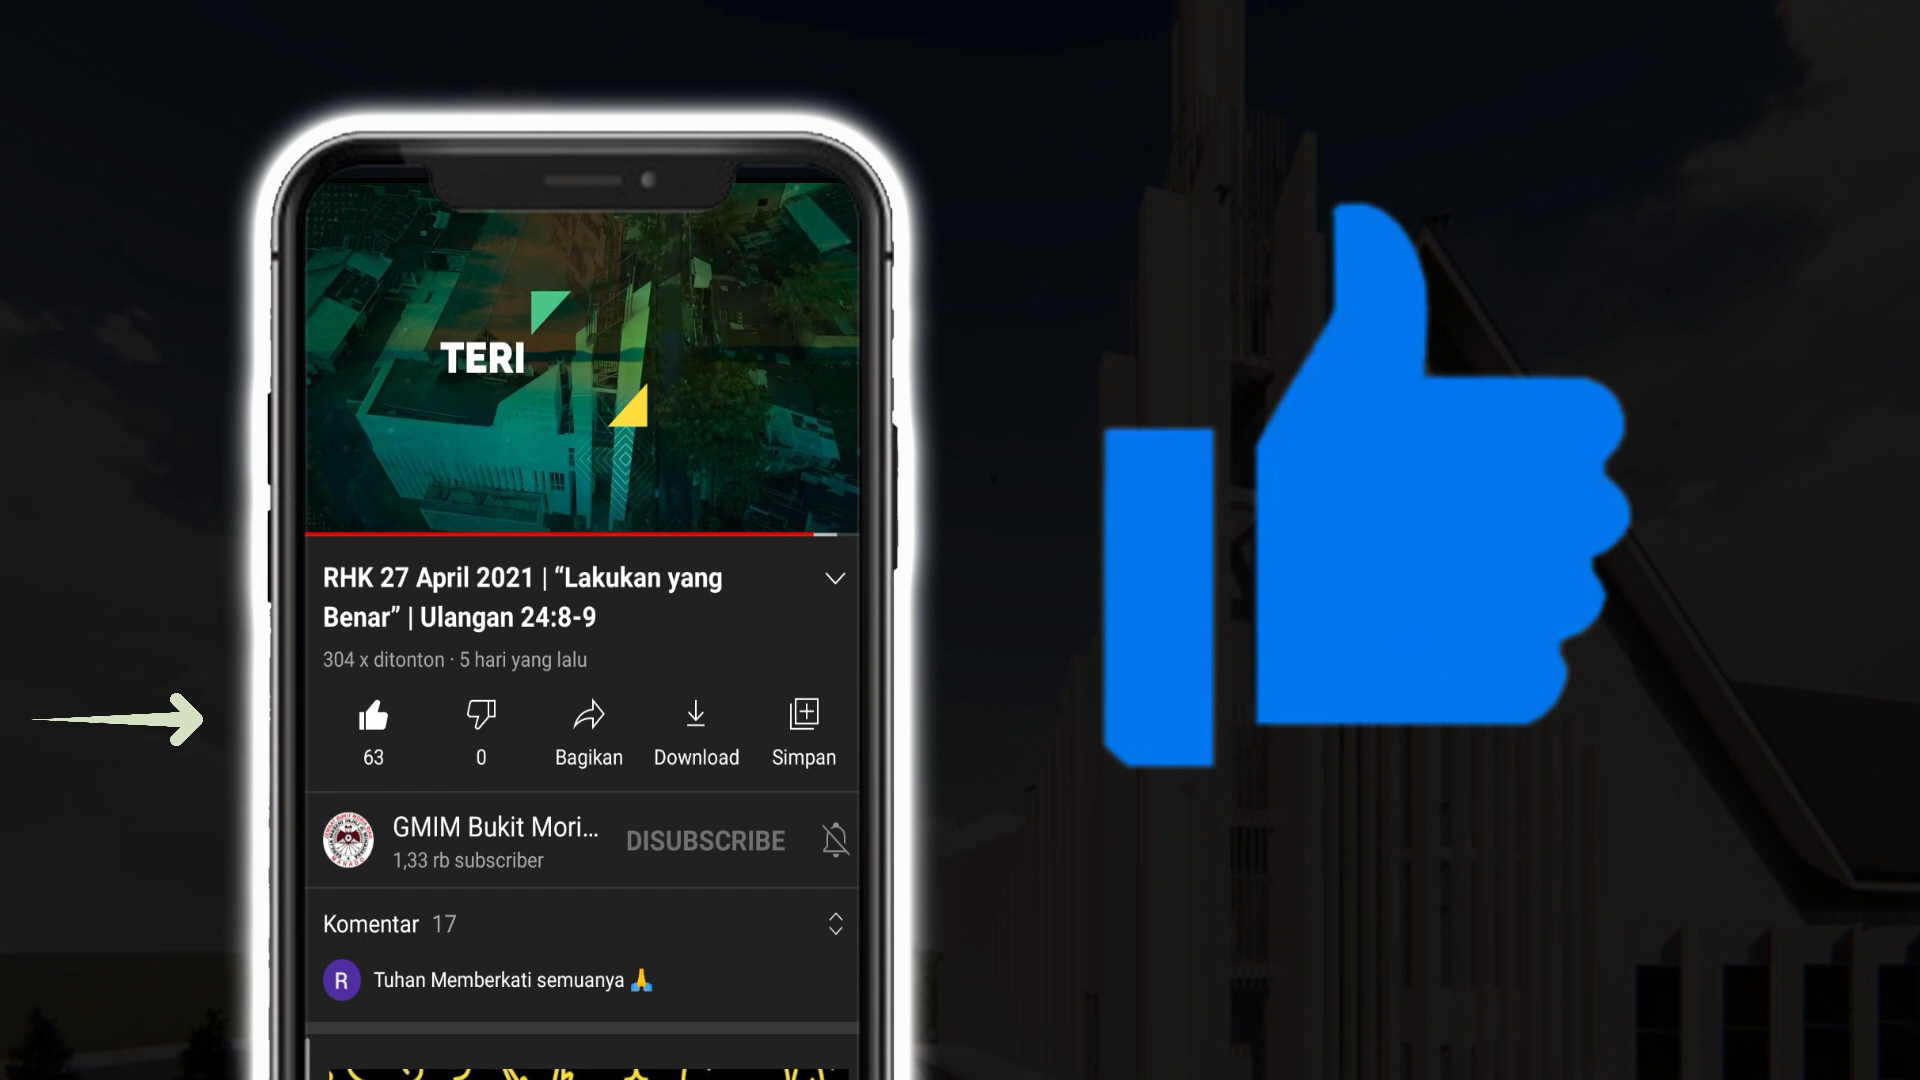 TERI
RHK 27 April 2021 | “Lakukan yang
Benar” | Ulangan 24:8-9
304 x ditonton · 5 hari yang lalu
63
0
Bagikan
Download
Simpan
GMIM Bukit Mori...
DISUBSCRIBE
1,33 rb subscriber
Komentar 17
R
Tuhan Memberkati semuanya 🙏